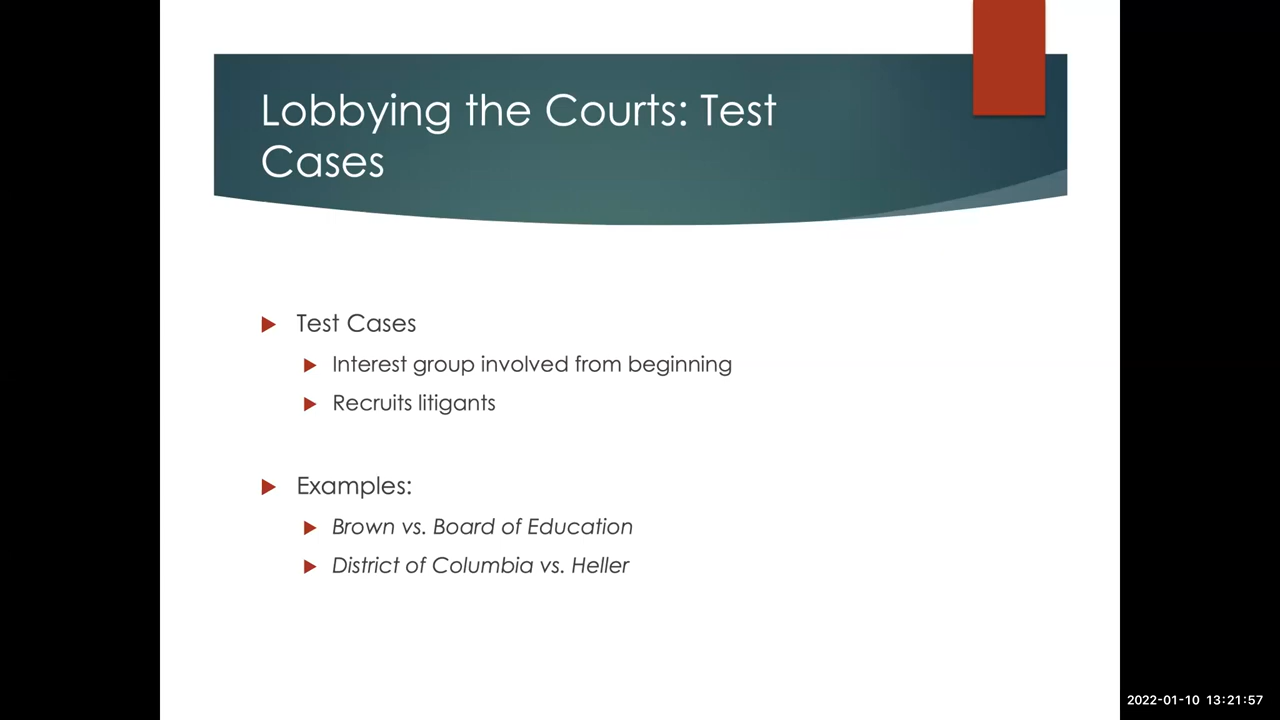 Lobbying the Courts: Test
Cases
Test Cases
Interest group involved from beginning
Recruits litigants
Examples:
Brown vs. Board of Education
District of Columbia vs. Heller
2022-01-10 13:21:57